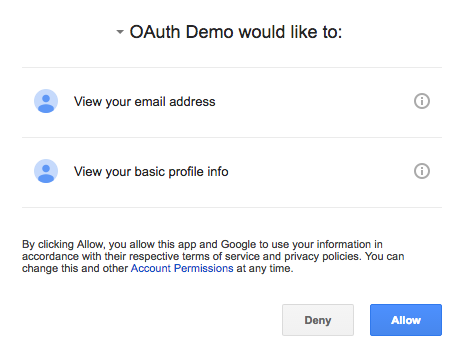 OAuth Demo would like to:
View your email address
View your basic profile info
By clicking Allow, you allow this app and Google to use your information in
accordance with their respective terms of service and privacy policies. You can
change this and other Account Permissions at any time.
Deny
Allow